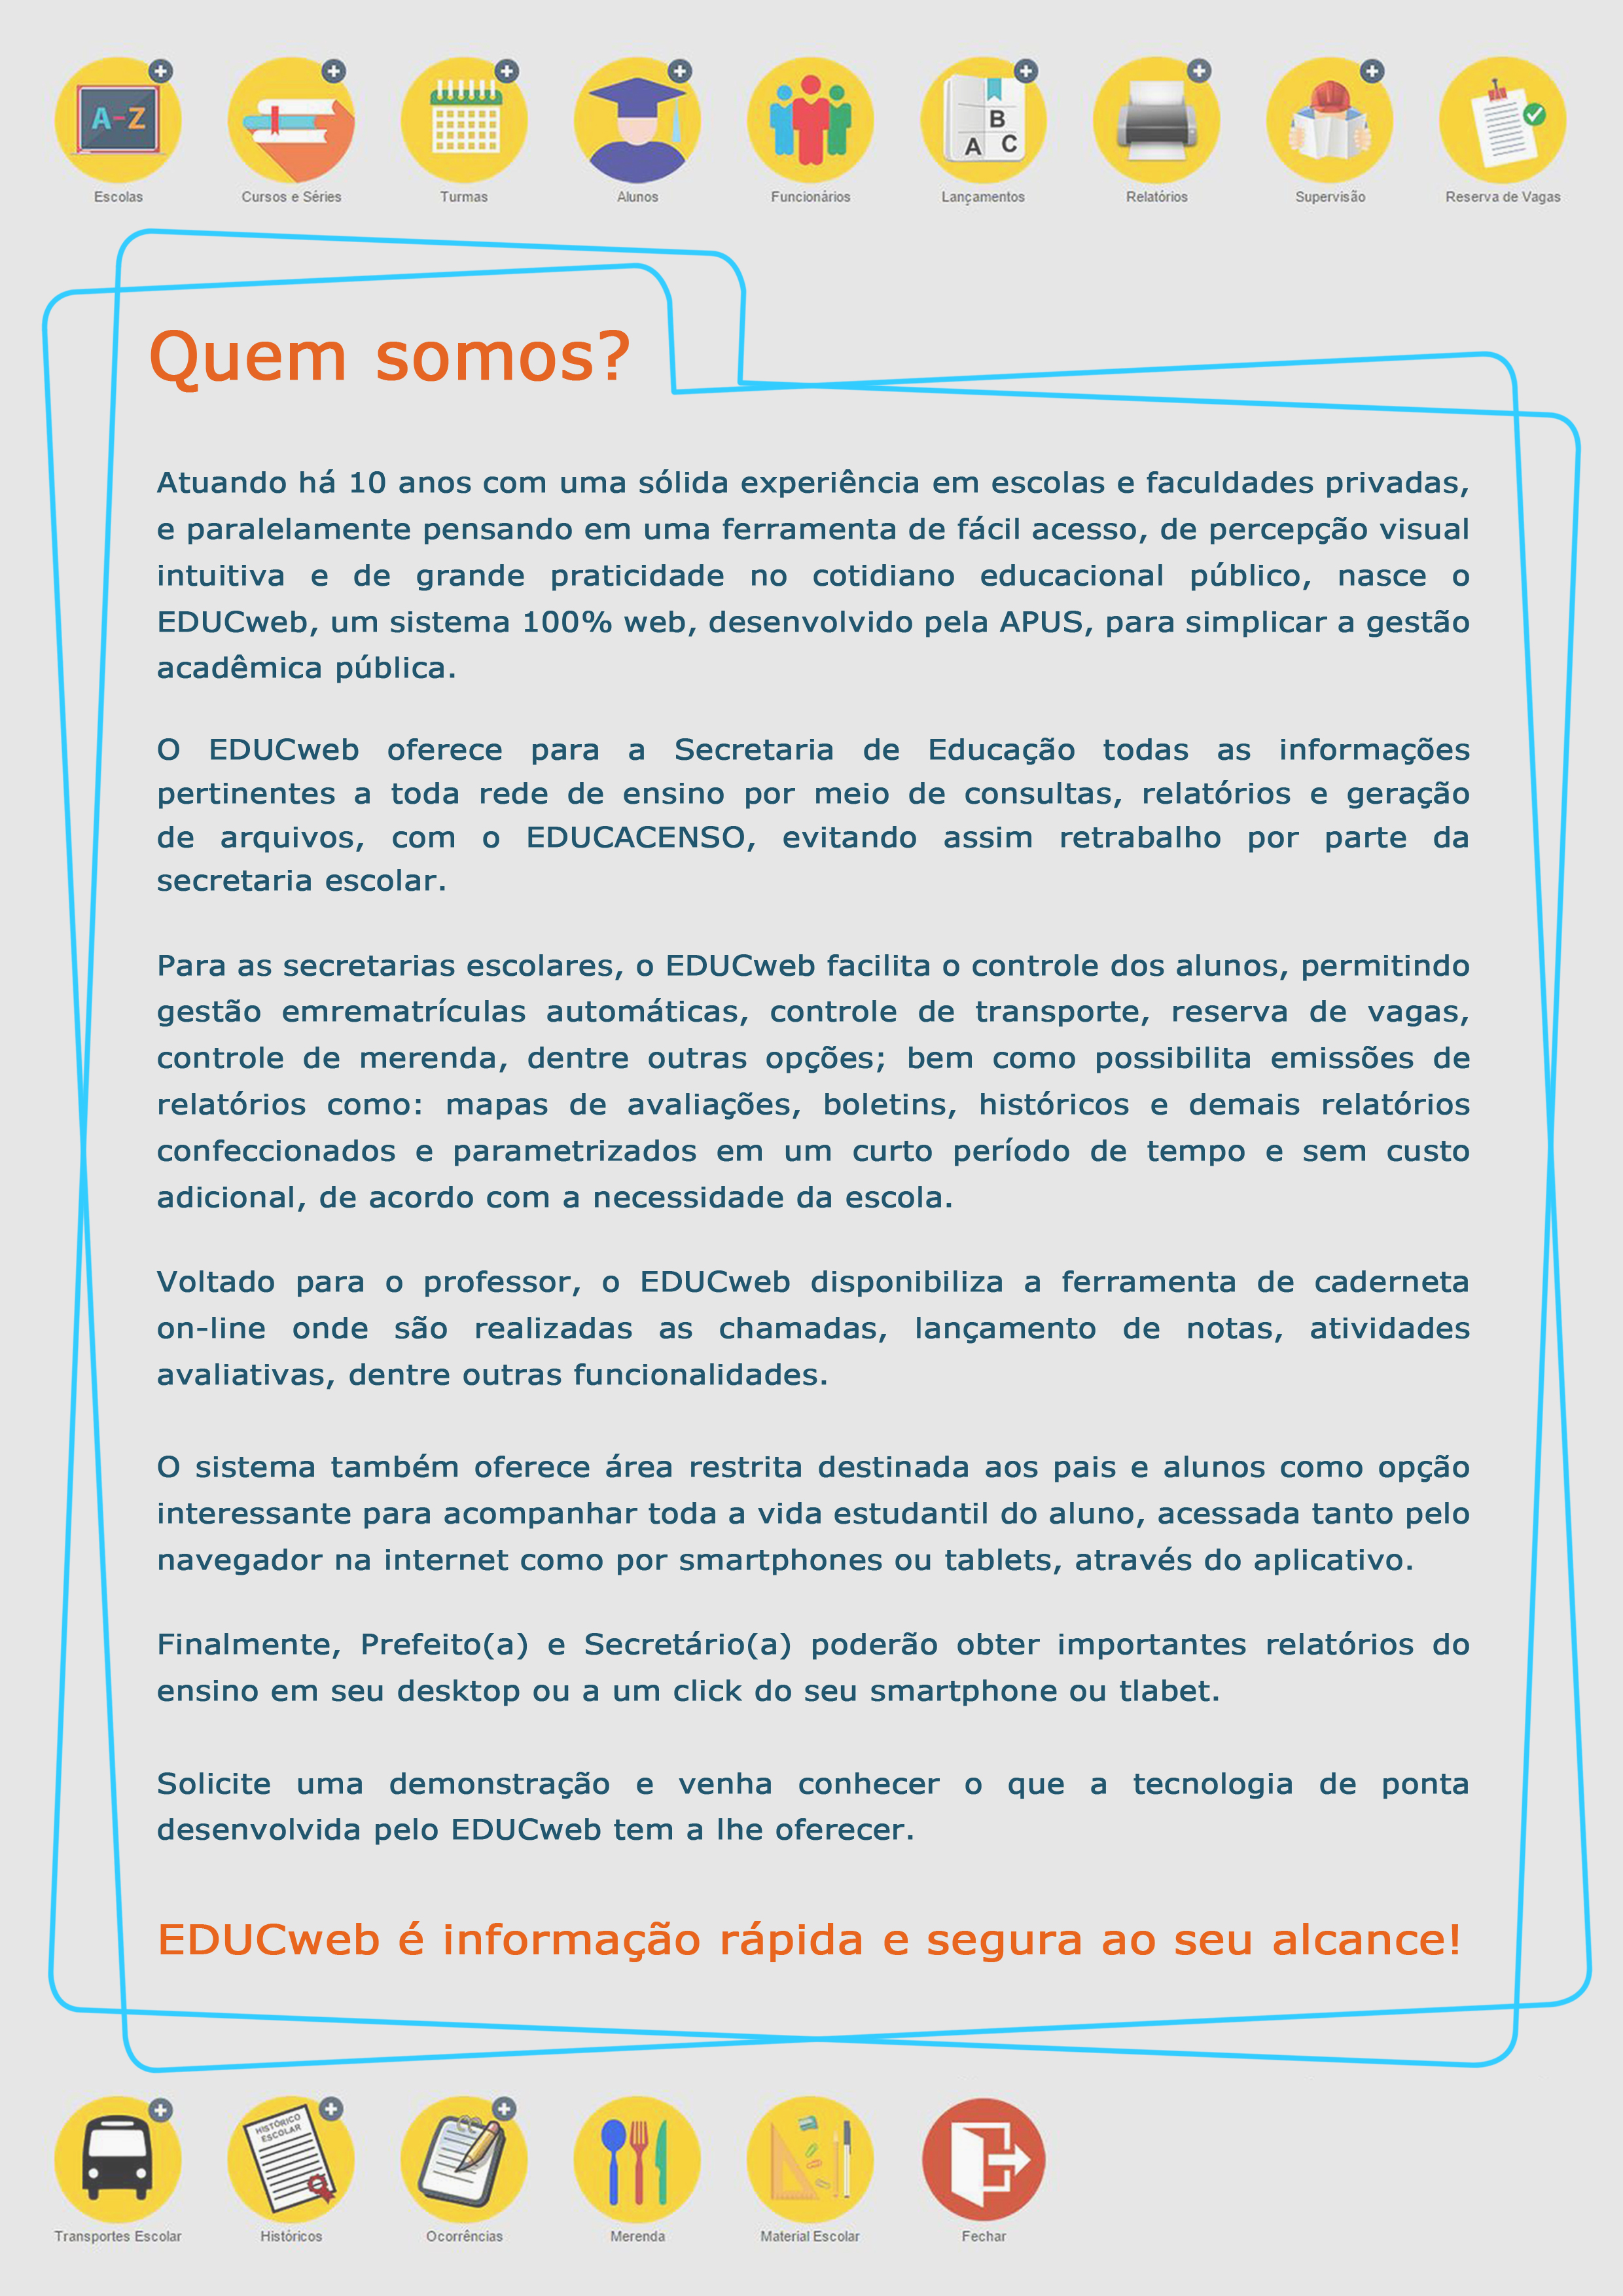 A-Z
B
A C
Escolas
Cursos e Séries
Turmas
Alunos
Funcionários
Lançamentos
Relatórios
Supervisão
Reserva de Vagas
Quem somos?
Atuando há 10 anos com uma sólida experiência em escolas e faculdades privadas,
e paralelamente pensando em uma ferramenta de fácil acesso, de percepção visual
intuitiva e de grande praticidade no cotidiano educacional público, nasce o
EDUCweb, um sistema 100% web, desenvolvido pela APUS, para simplicar a gestão
acadêmica pública.
O EDUCweb oferece para a Secretaria de Educação todas as informações
pertinentes a toda rede de ensino por meio de consultas, relatórios e geração
de arquivos, com o EDUCACENSO, evitando assim retrabalho por parte da
secretaria escolar.
Para as secretarias escolares, o EDUCweb facilita o controle dos alunos, permitindo
gestão emrematrículas automáticas, controle de transporte, reserva de vagas,
controle de merenda, dentre outras opções; bem como possibilita emissões de
relatórios como: mapas de avaliações, boletins, históricos e demais relatórios
confeccionados e parametrizados em um curto período de tempo e sem custo
adicional, de acordo com a necessidade da escola.
Voltado para o professor, o EDUCweb disponibiliza a ferramenta de caderneta
on-line onde são realizadas as chamadas, lançamento de notas, atividades
avaliativas, dentre outras funcionalidades.
O sistema também oferece área restrita destinada aos pais e alunos como opção
interessante para acompanhar toda a vida estudantil do aluno, acessada tanto pelo
navegador na internet como por smartphones ou tablets, através do aplicativo.
Finalmente, Prefeito(a) e Secretário(a) poderão obter importantes relatórios do
ensino em seu desktop ou a um click do seu smartphone ou tlabet.
Solicite uma demonstração e venha conhecer o que a tecnologia de ponta
desenvolvida pelo EDUCweb tem a lhe oferecer.
EDUCweb é informação rápida e segura ao seu alcance!
HISTÓRICO
ESCOLAR
Transportes Escolar
Históricos
Ocorrências
Merenda
Material Escolar
Fechar